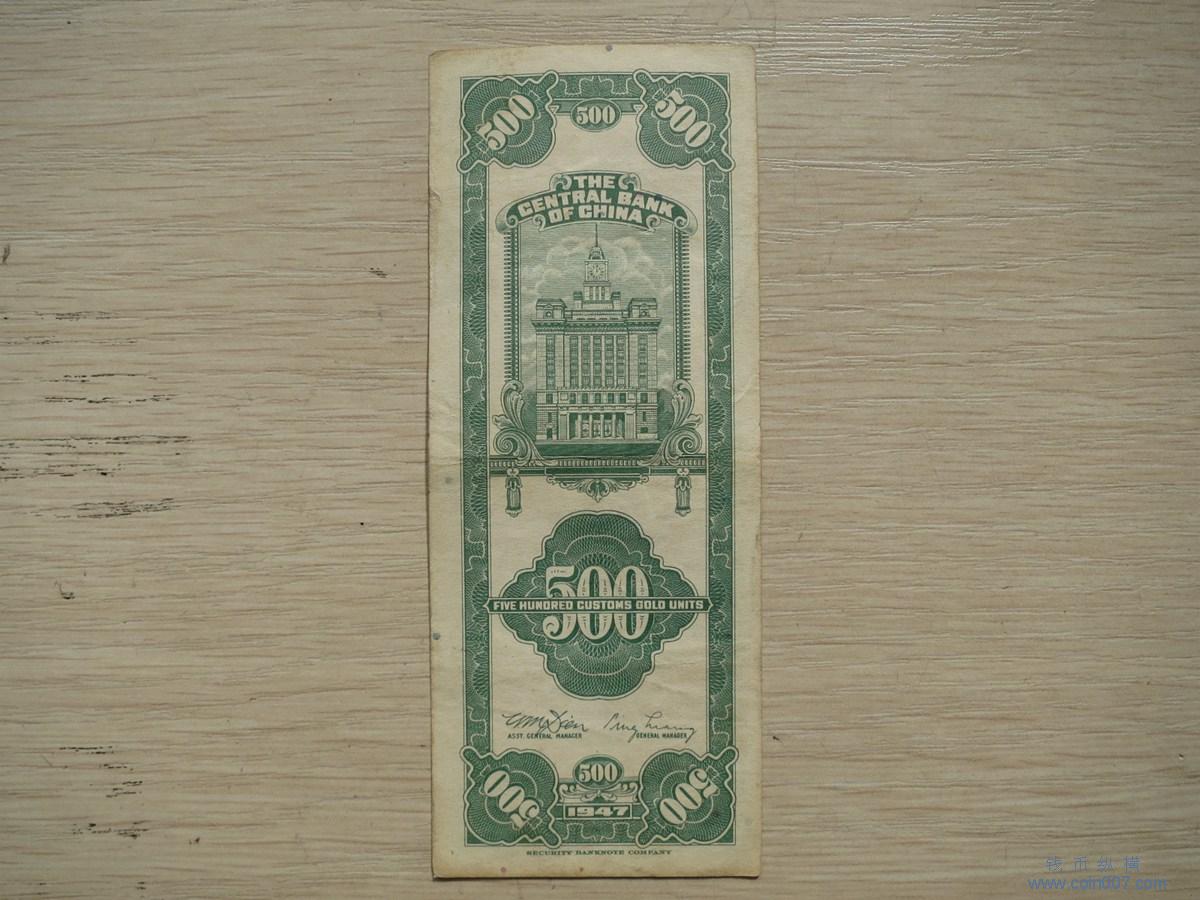 500 500 500
THE
CENTRAL BANK
OF CHINA
500
FIVE HUNDRED CUSTOMS GOLD UNITS
ASST. GENERAL MANAGER GENERAL MANAGER
500 500 500
1947
SECURITY BANKNOTE COMPANY
钱币纵横
www.coin007.com